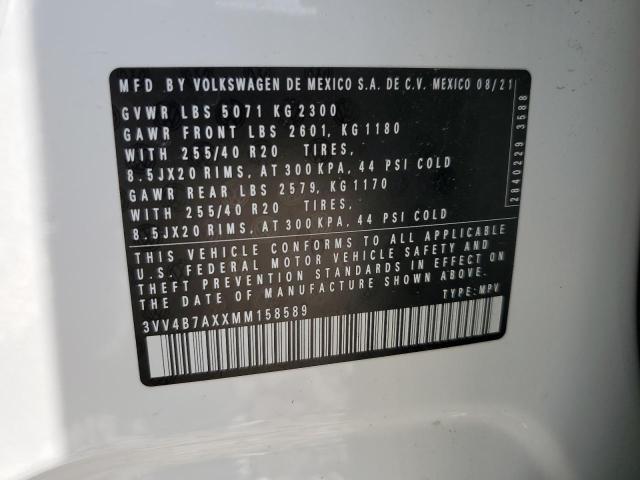 MFD BY VOLKSWAGEN DE MEXICO S.A. DE C.V. MEXICO 08/21
GVWR LBS 5071 KG 2300
GAWR FRONT LBS 2601, KG 1180
WITH 255/40 R20 TIRES,
8.5JX20 RIMS, AT 300 KPA, 44 PSI COLD
GAWR REAR LBS 2579, KG 1170
WITH 255/40 R20 TIRES,
8.5JX20 RIMS, AT 300 KPA, 44 PSI COLD
THIS VEHICLE CONFORMS TO ALL APPLICABLE
U.S. FEDERAL MOTOR VEHICLE SAFETY AND
THEFT PREVENTION STANDARDS IN EFFECT ON
THE DATE OF MANUFACTURE SHOWN ABOVE.
3VV4B7AXXMM158589 TYPE: MPV
2840229 3588